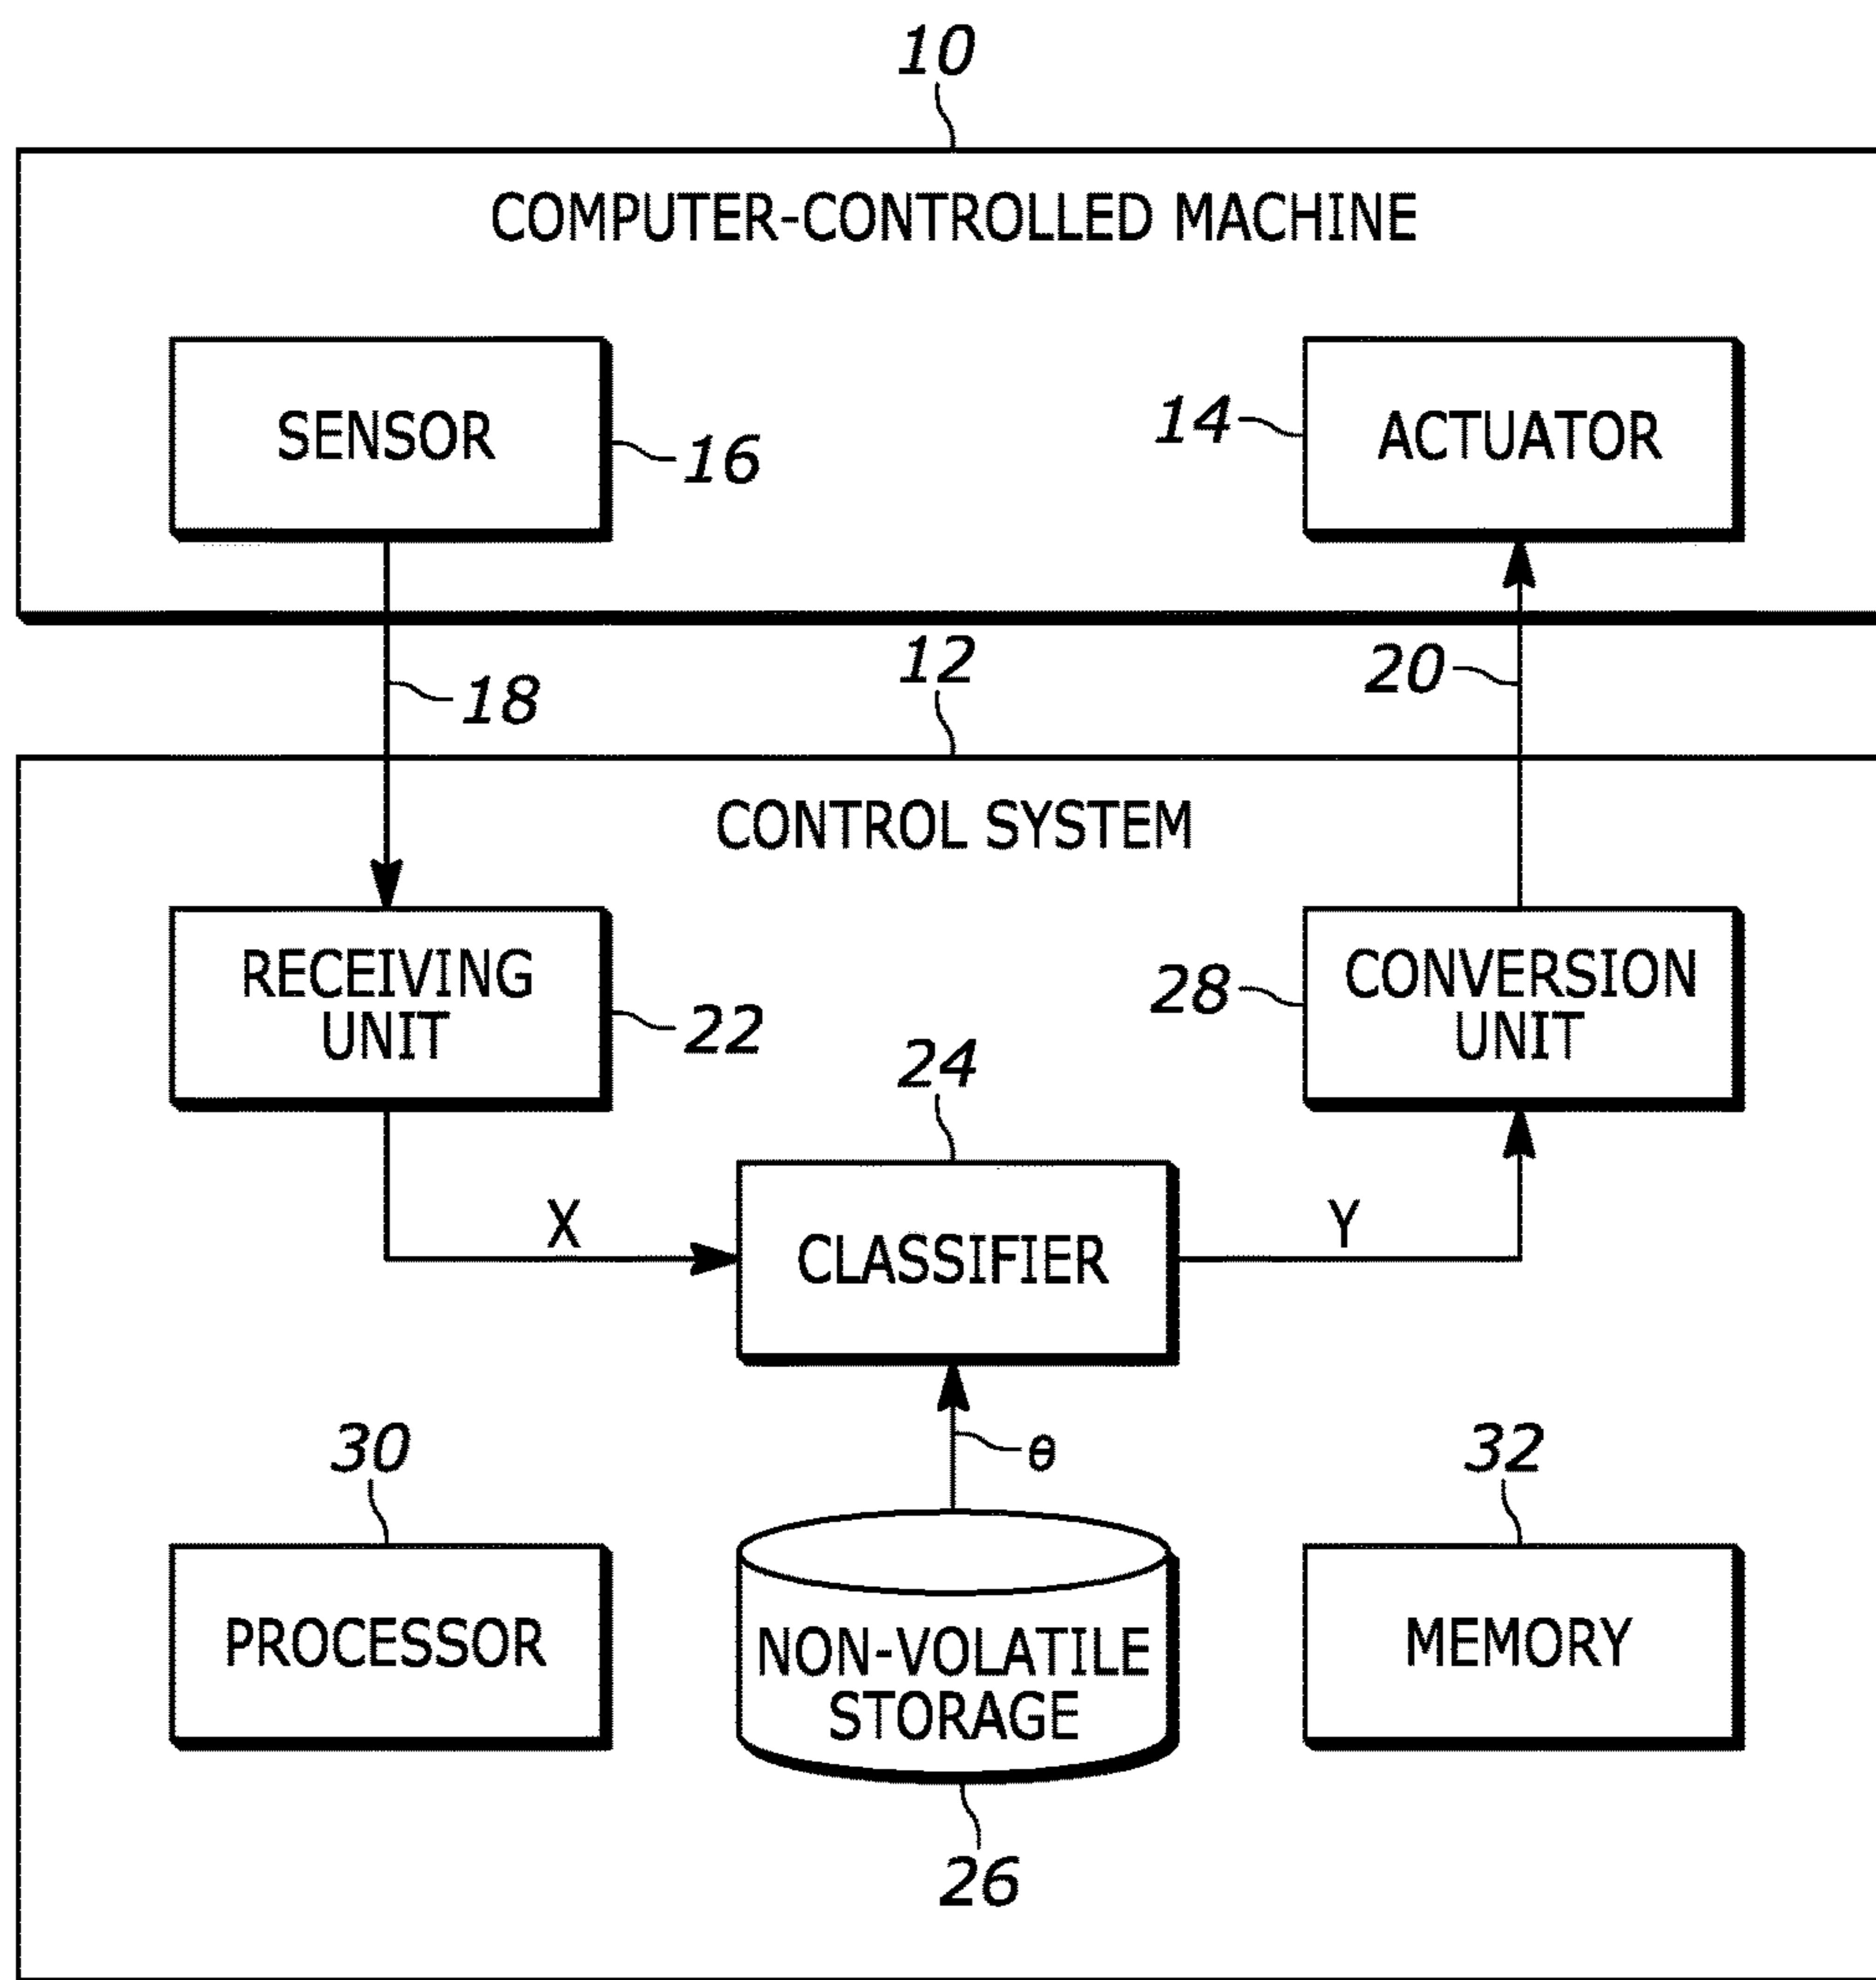 10
COMPUTER-CONTROLLED MACHINE
SENSOR
16
14
ACTUATOR
18
12
20
CONTROL SYSTEM
RECEIVING
UNIT
22
28
CONVERSION
UNIT
24
X
CLASSIFIER
Y
θ
30
PROCESSOR
NON-VOLATILE
STORAGE
26
32
MEMORY